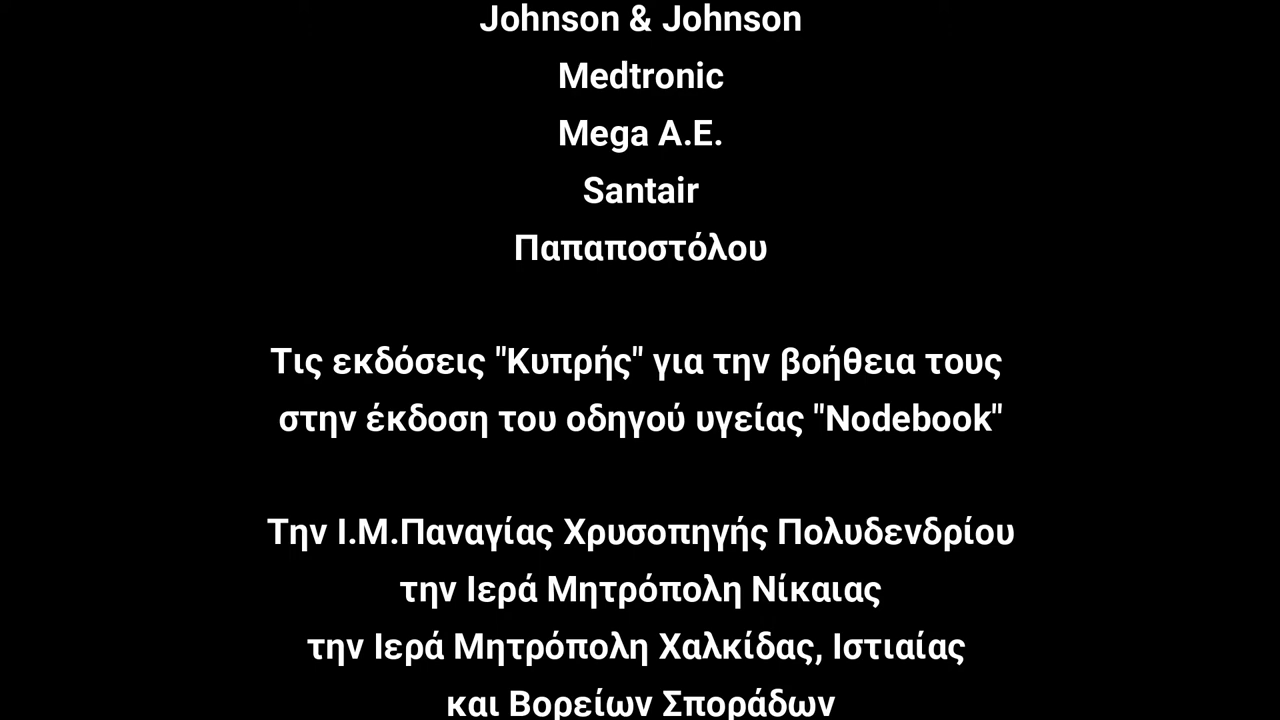 Johnson & Johnson
Medtronic
Mega A.E.
Santair
Παπαποστόλου
Τις εκδόσεις "Κυπρής" για την βοήθεια τους
στην έκδοση του οδηγού υγείας "Nodebook"
Την Ι.Μ.Παναγίας Χρυσοπηγής Πολυδενδρίου
την Ιερά Μητρόπολη Νίκαιας
την Ιερά Μητρόπολη Χαλκίδας, Ιστιαίας
και Βορείων Σποράδων